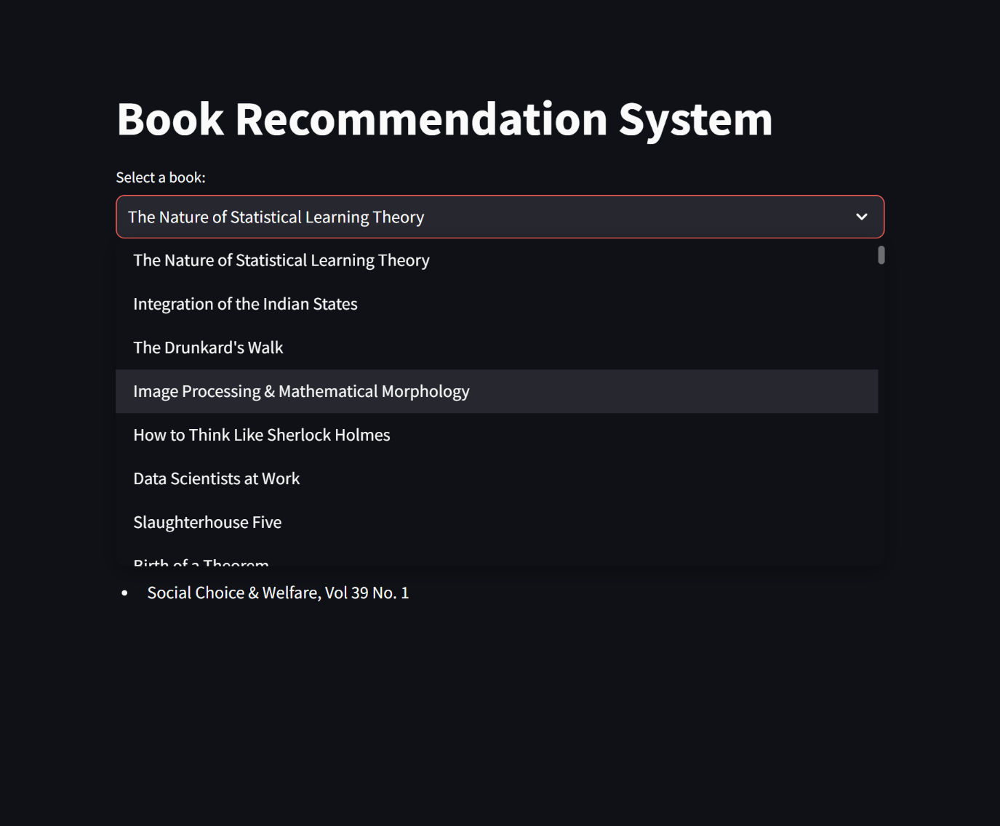 Book Recommendation System
Select a book:
The Nature of Statistical Learning Theory
The Nature of Statistical Learning Theory
Integration of the Indian States
The Drunkard's Walk
Image Processing & Mathematical Morphology
How to Think Like Sherlock Holmes
Data Scientists at Work
Slaughterhouse Five
Birth of a Theorem
• Social Choice & Welfare, Vol 39 No. 1